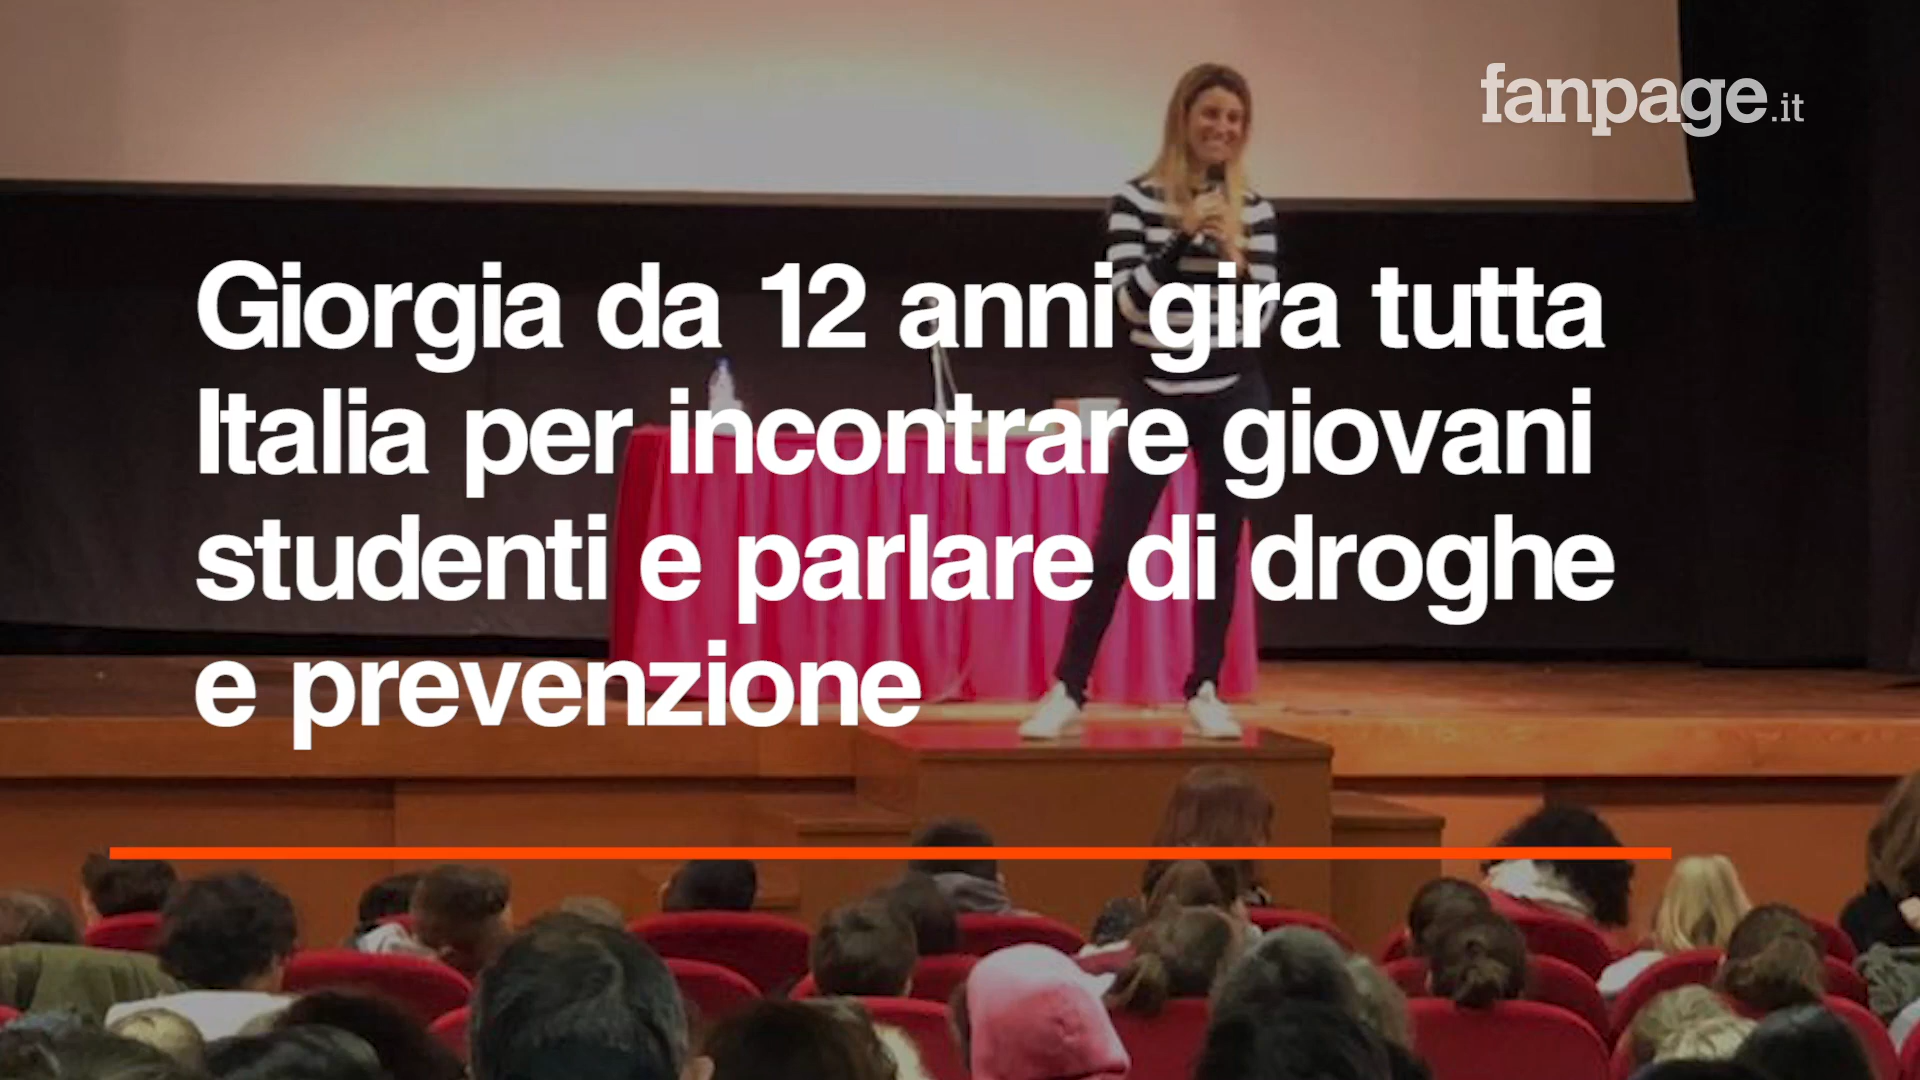 fanpage.it
Giorgia da 12 anni gira tutta
Italia per incontrare giovani
studenti e parlare di droghe
e prevenzione